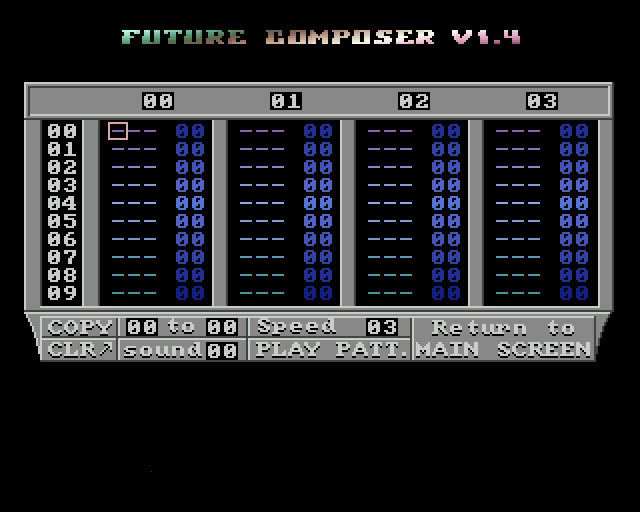 FUTURE COMPOSER V1.4
00 01 02 03
00 --- 00 --- 00 --- 00 --- 00
01 --- 00 --- 00 --- 00 --- 00
02 --- 00 --- 00 --- 00 --- 00
03 --- 00 --- 00 --- 00 --- 00
04 --- 00 --- 00 --- 00 --- 00
05 --- 00 --- 00 --- 00 --- 00
06 --- 00 --- 00 --- 00 --- 00
07 --- 00 --- 00 --- 00 --- 00
08 --- 00 --- 00 --- 00 --- 00
09 --- 00 --- 00 --- 00 --- 00
COPY 00 to 00 Speed 03 Return to
CLR↗ sound 00 PLAY PATT. MAIN SCREEN